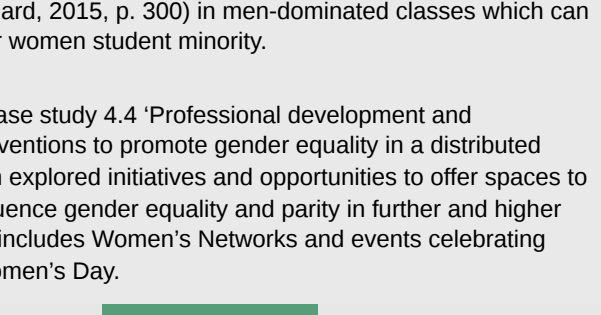 ard, 2015, p. 300) in men-dominated classes which can
women student minority.
ase study 4.4 ‘Professional development and
ventions to promote gender equality in a distributed
explored initiatives and opportunities to offer spaces to
uence gender equality and parity in further and higher
includes Women’s Networks and events celebrating
omen’s Day.